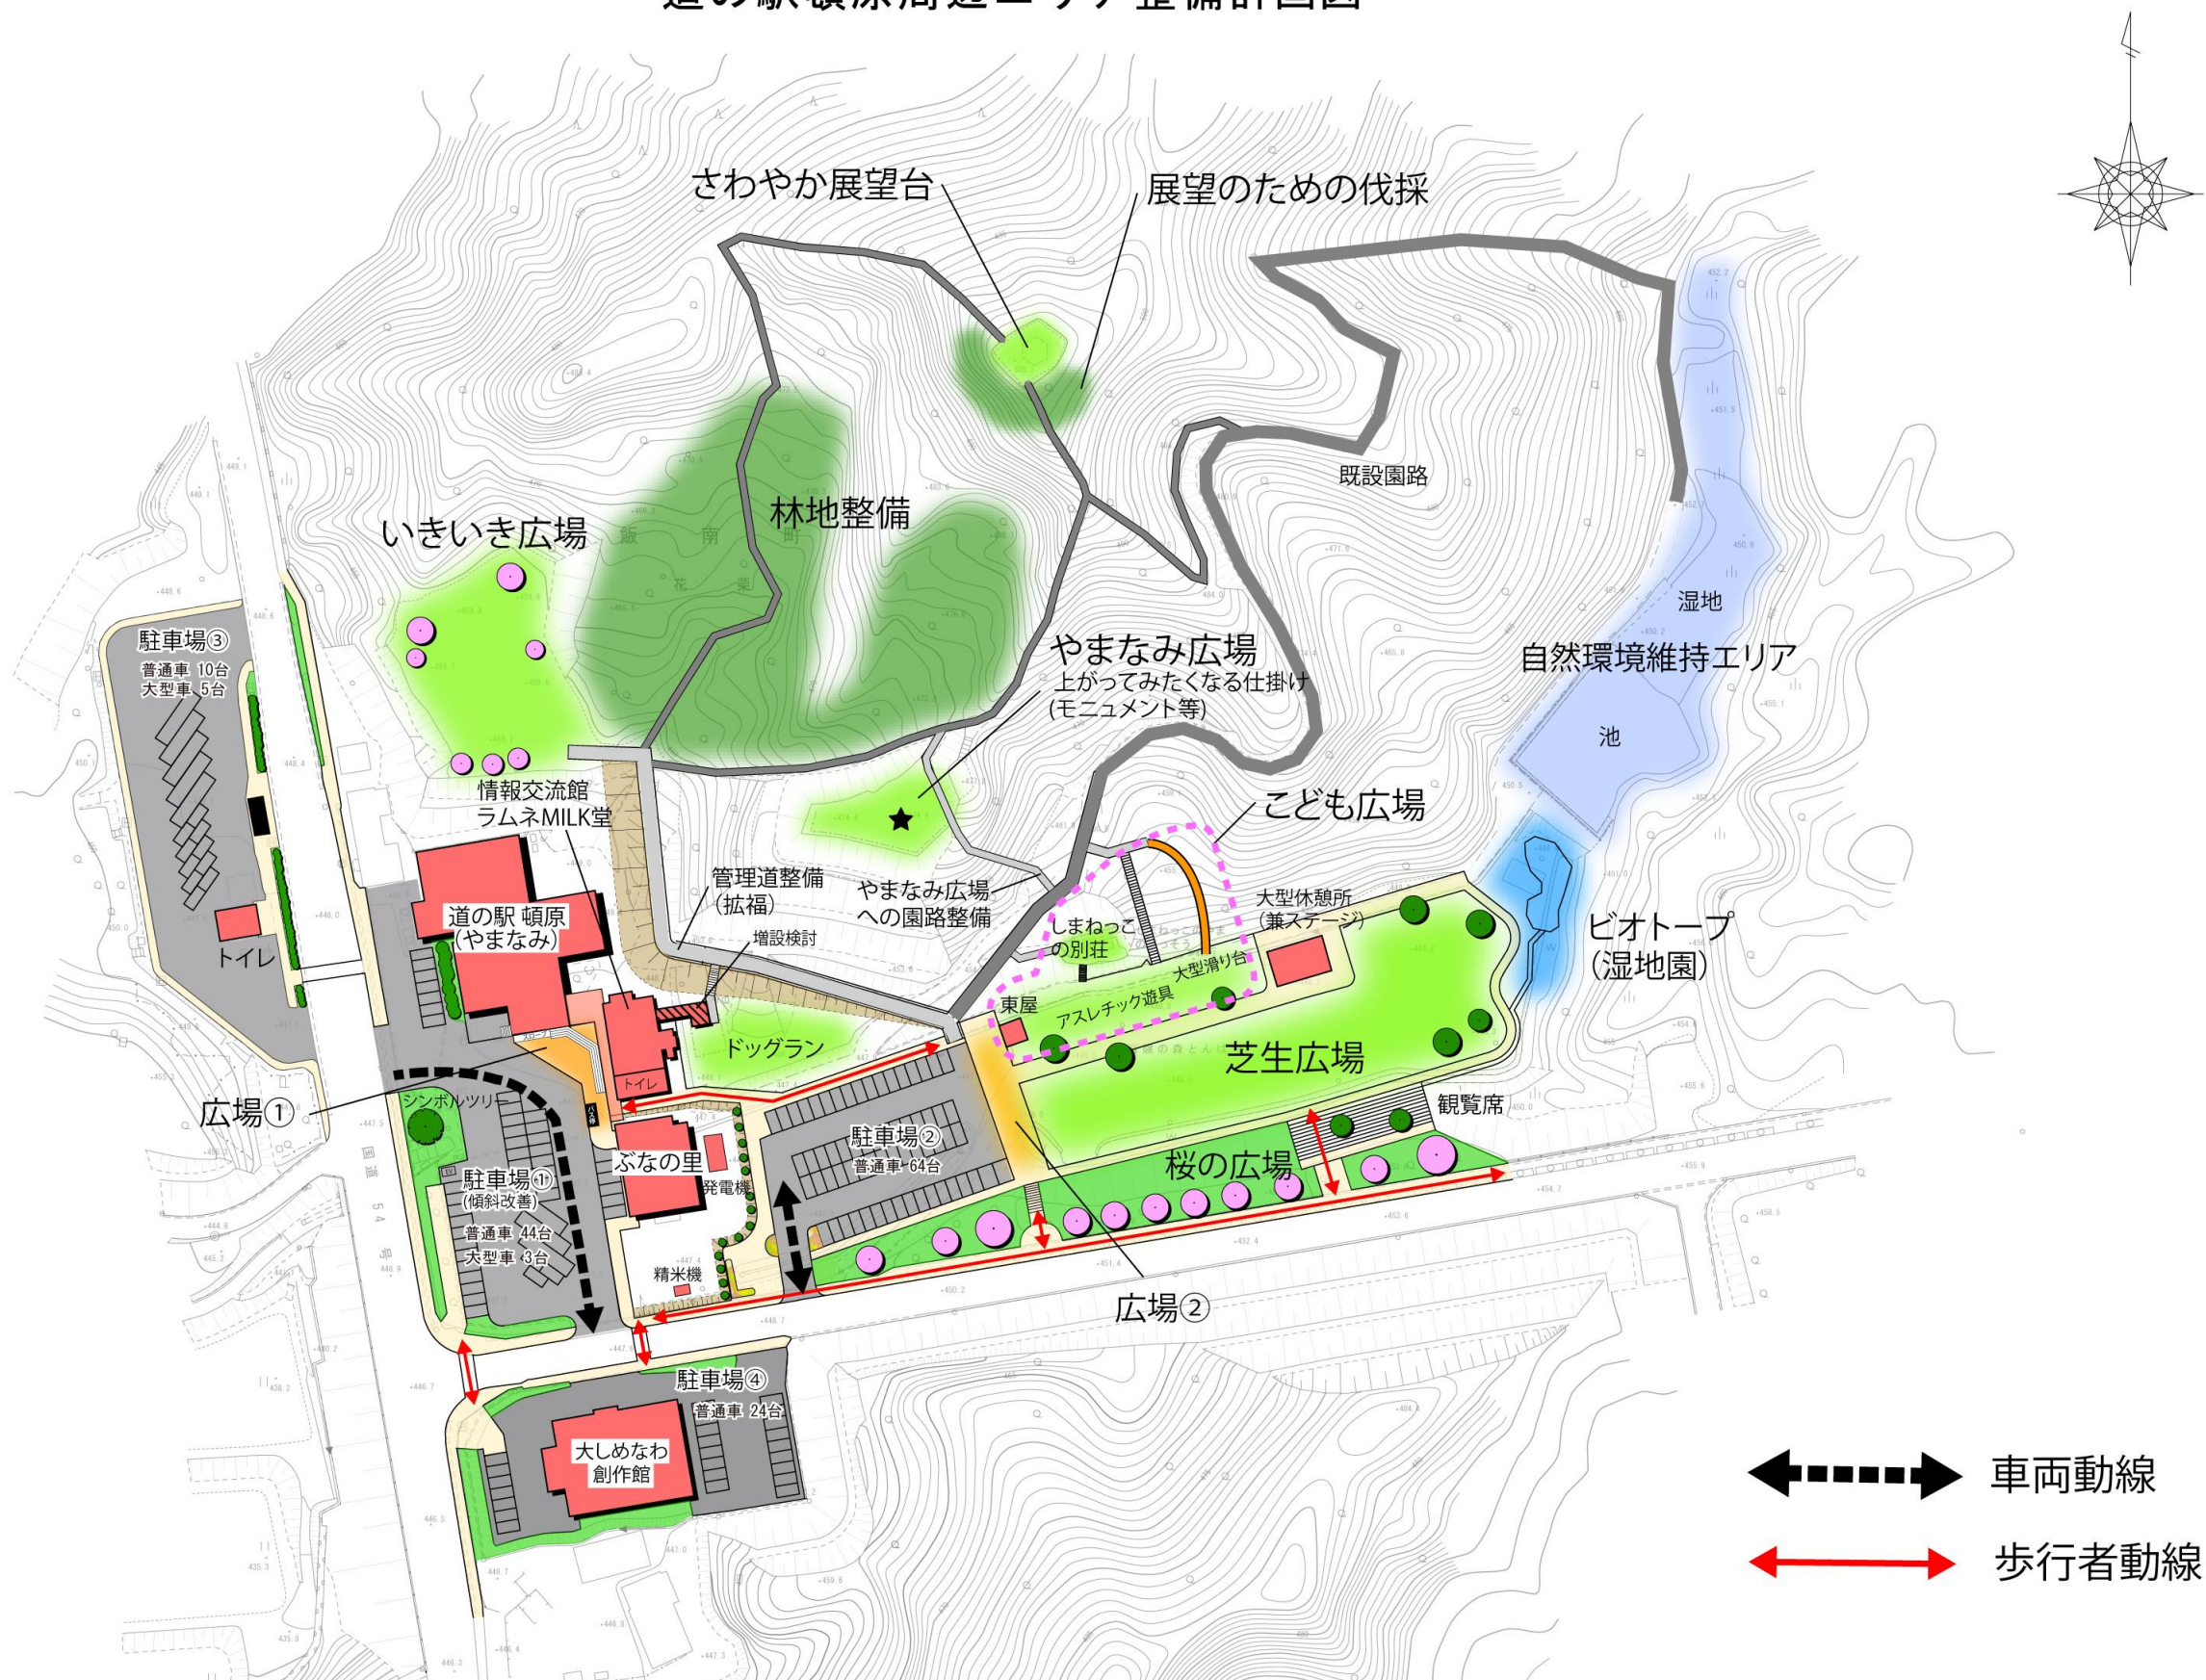 道の駅頓原周辺エリア整備計画図
さわやか展望台
展望のための伐採
既設園路
林地整備
いきいき広場
飯 南 町
花 栗
湿地
自然環境維持エリア
池
やまなみ広場
上がってみたくなる仕掛け
(モニュメント等)
駐車場③
普通車 10台
大型車 5台
トイレ
情報交流館
ラムネMILK堂
こども広場
管理道整備
(拡福)
やまなみ広場
への園路整備
増設検討
道の駅 頓原
(やまなみ)
しまねっこ
の別荘
大型休憩所
(兼ステージ)
ビオトープ
(湿地園)
大型滑り台
アスレチック遊具
東屋
ドッグラン
芝生広場
トイレ
バス停
広場①
シンボルツリー
観覧席
ぶなの里
発電機
駐車場②
普通車 64台
桜の広場
駐車場①
(傾斜改善)
普通車 44台
大型車 3台
国道 54 号
精米機
広場②
駐車場④
普通車 24台
大しめなわ
創作館
車両動線
歩行者動線